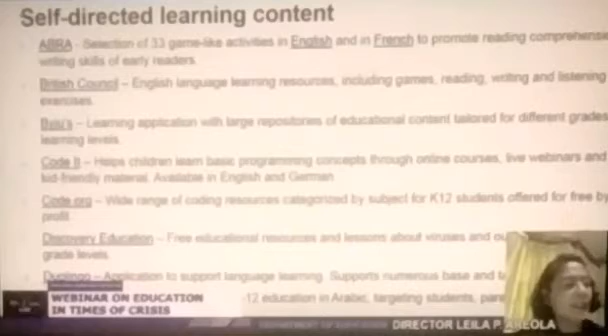 Self-directed learning content
ABRA - Selection of 33 game-like activities in English and in French to promote reading
writing skills of early readers.
British Council – English language learning resources, including games, reading, writing and listening
exercises.
Byju's – Learning application with large repositories of educational content tailored for different grades
learning levels.
Code It – Helps children learn basic programming concepts through online courses, live webinars and
kid-friendly material. Available in English and German.
Code.org – Wide range of coding resources categorized by subject for K12 students offered for free by
profit.
Discovery Education – Free educational resources and lessons about viruses and
grade levels.
Duolingo – Application to support language learning. Supports numerous base and
-12 education in Arabic, targeting students,
WEBINAR ON EDUCATION
IN TIMES OF CRISIS
DIRECTOR LEILA P. AREOLA